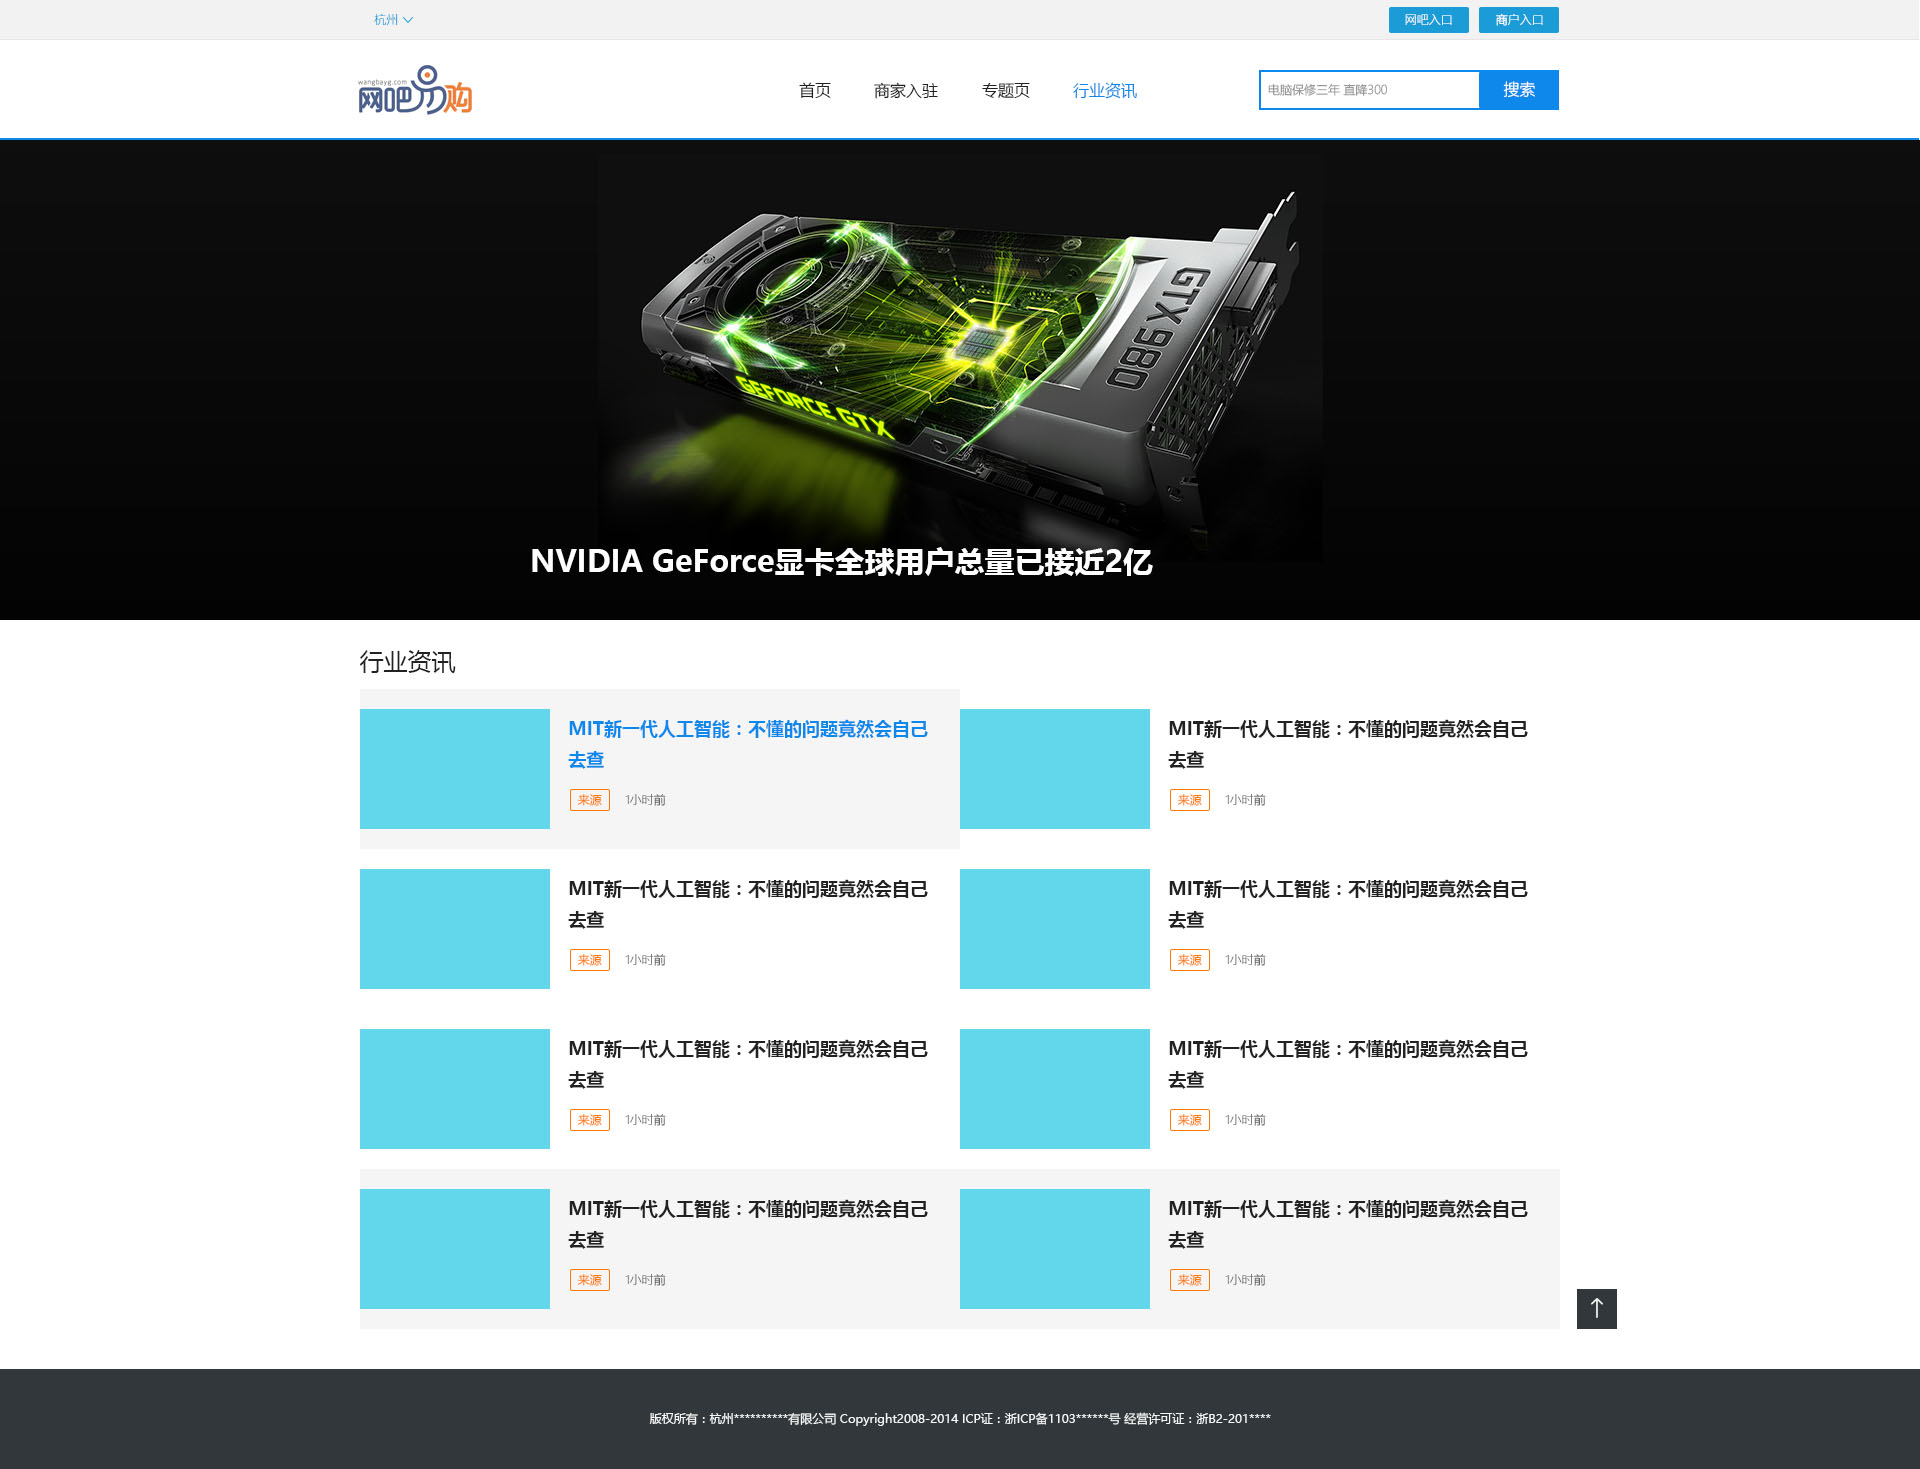 杭州
网吧入口
商户入口
wangbayg.com
网吧易购
首页
商家入驻
专题页
行业资讯
电脑保修三年 直降300
搜索
GTX 980
GEFORCE GTX
NVIDIA GeForce显卡全球用户总量已接近2亿
行业资讯
MIT新一代人工智能：不懂的问题竟然会自己
去查
来源 1小时前
MIT新一代人工智能：不懂的问题竟然会自己
去查
来源 1小时前
MIT新一代人工智能：不懂的问题竟然会自己
去查
来源 1小时前
MIT新一代人工智能：不懂的问题竟然会自己
去查
来源 1小时前
MIT新一代人工智能：不懂的问题竟然会自己
去查
来源 1小时前
MIT新一代人工智能：不懂的问题竟然会自己
去查
来源 1小时前
MIT新一代人工智能：不懂的问题竟然会自己
去查
来源 1小时前
MIT新一代人工智能：不懂的问题竟然会自己
去查
来源 1小时前
版权所有：杭州**********有限公司 Copyright2008-2014 ICP证：浙ICP备1103******号 经营许可证：浙B2-201****